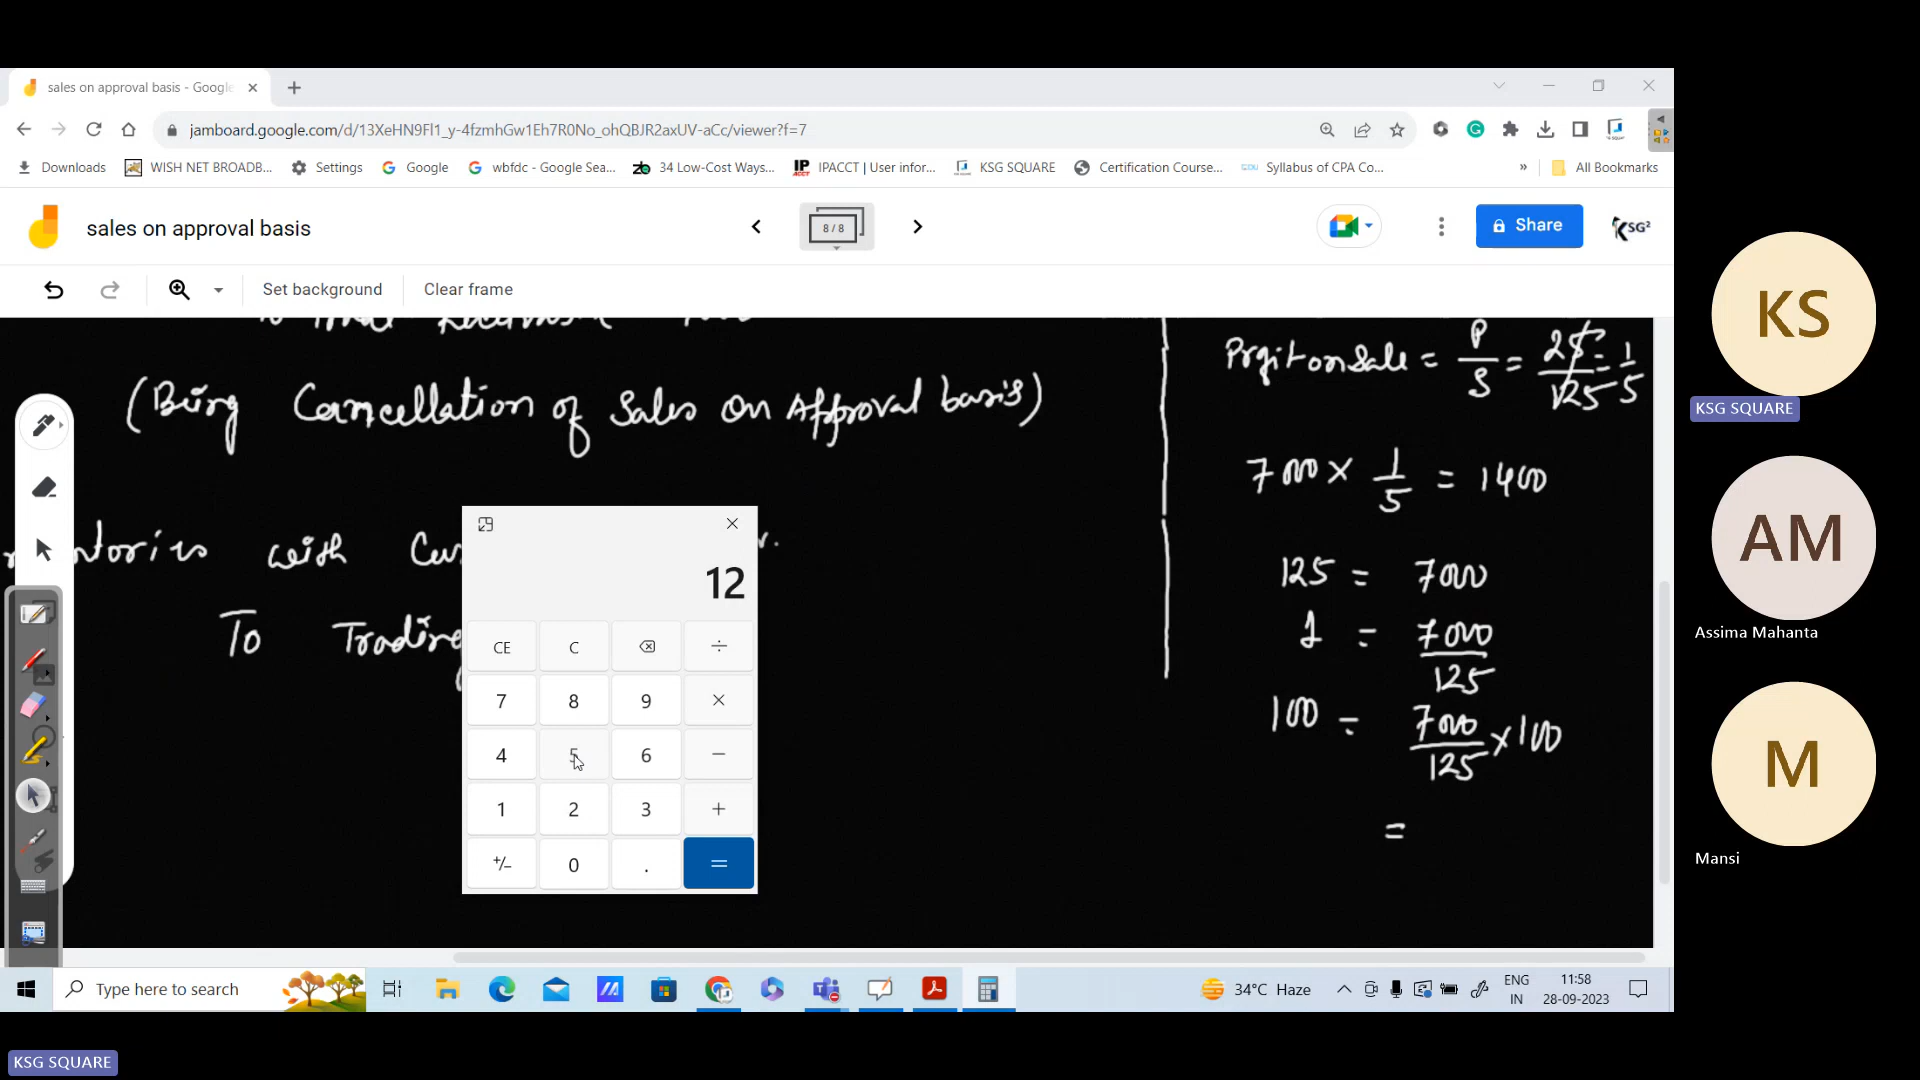 sales on approval basis - Google
jamboard.google.com/d/13XeHN9Fl1_y-4fzmhGw1Eh7R0No_ohQBJR2axUV-aCc/viewer?f=7
Downloads WISH NET BROADB... Settings Google wbfdc - Google Sea... 34 Low-Cost Ways... IPACCT | User infor... KSG SQUARE Certification Course... Syllabus of CPA Co... » All Bookmarks
sales on approval basis
8 / 8
Share
KSG²
Set background
Clear frame
(Being Cancellation of Sales On Approval basis)
with
To Trading
Profit on Sale = P/S = 25/125 = 1/5
7000 × 1/5 = 1400
125 = 7000
1 = 7000/125
100 = 7000/125 × 100
=
12
CE C ÷
7 8 9 ×
4 5 6 −
1 2 3 +
+/− 0 . =
KS
KSG SQUARE
AM
Assima Mahanta
M
Mansi
Type here to search
34°C Haze
ENG
IN
11:58
28-09-2023
KSG SQUARE